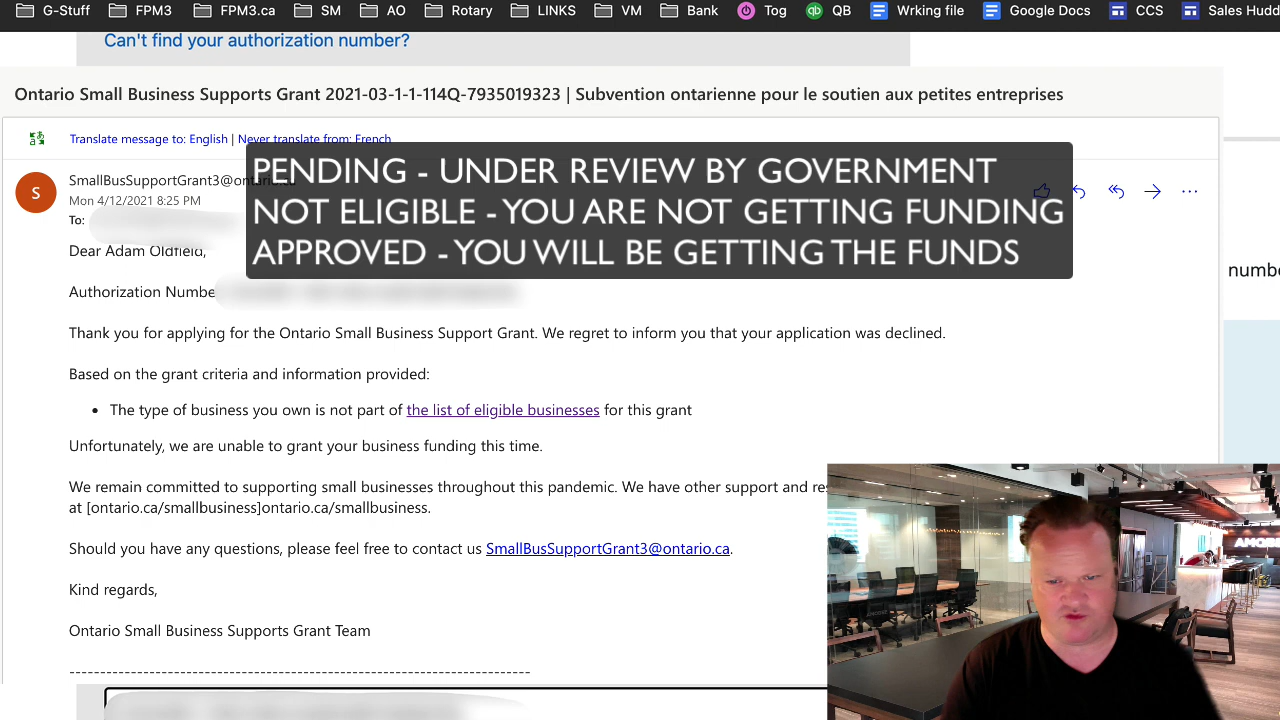 G-Stuff FPM3 FPM3.ca SM AO Rotary LINKS VM Bank Tog QB Wrking file Google Docs CCS Sales Hudd
Can't find your authorization number?
Ontario Small Business Supports Grant 2021-03-1-1-114Q-7935019323 | Subvention ontarienne pour le soutien aux petites entreprises
Translate message to: English | Never translate from: French
PENDING - UNDER REVIEW BY GOVERNMENT
NOT ELIGIBLE - YOU ARE NOT GETTING FUNDING
APPROVED - YOU WILL BE GETTING THE FUNDS
S
SmallBusSupportGrant3@ontario.ca
Mon 4/12/2021 8:25 PM
To:
Dear Adam Oldfield,
Authorization Numbe
numbe
Thank you for applying for the Ontario Small Business Support Grant. We regret to inform you that your application was declined.
Based on the grant criteria and information provided:
• The type of business you own is not part of the list of eligible businesses for this grant
Unfortunately, we are unable to grant your business funding this time.
We remain committed to supporting small businesses throughout this pandemic. We have other support and res
at [ontario.ca/smallbusiness]ontario.ca/smallbusiness.
Should you have any questions, please feel free to contact us SmallBusSupportGrant3@ontario.ca.
Kind regards,
Ontario Small Business Supports Grant Team